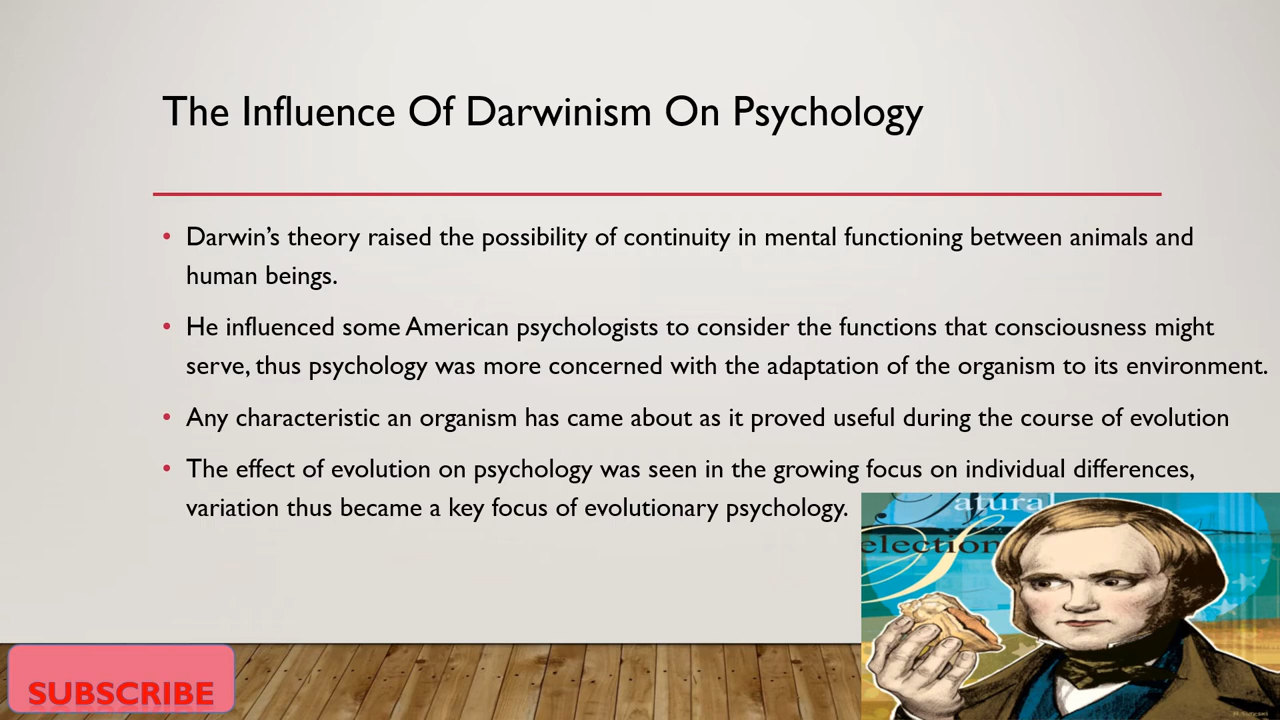 The Influence Of Darwinism On Psychology
• Darwin's theory raised the possibility of continuity in mental functioning between animals and
human beings.
• He influenced some American psychologists to consider the functions that consciousness might
serve, thus psychology was more concerned with the adaptation of the organism to its environment.
• Any characteristic an organism has came about as it proved useful during the course of evolution
• The effect of evolution on psychology was seen in the growing focus on individual differences,
variation thus became a key focus of evolutionary psychology.
atural
election
SUBSCRIBE